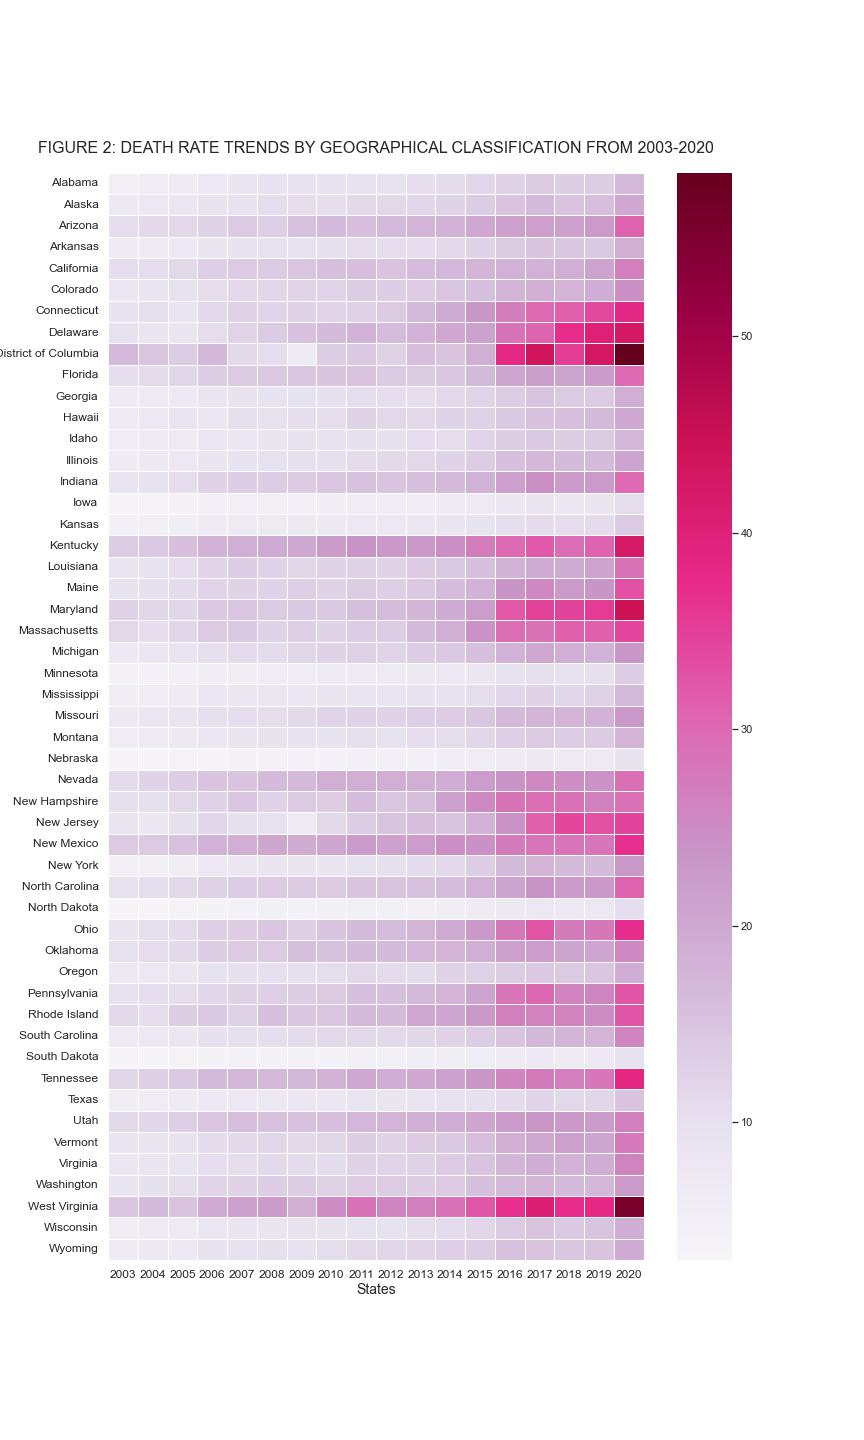 FIGURE 2: DEATH RATE TRENDS BY GEOGRAPHICAL CLASSIFICATION FROM 2003-2020
Alabama
Alaska
Arizona
Arkansas
California
Colorado
Connecticut
Delaware
District of Columbia
Florida
Georgia
Hawaii
Idaho
Illinois
Indiana
Iowa
Kansas
Kentucky
Louisiana
Maine
Maryland
Massachusetts
Michigan
Minnesota
Mississippi
Missouri
Montana
Nebraska
Nevada
New Hampshire
New Jersey
New Mexico
New York
North Carolina
North Dakota
Ohio
Oklahoma
Oregon
Pennsylvania
Rhode Island
South Carolina
South Dakota
Tennessee
Texas
Utah
Vermont
Virginia
Washington
West Virginia
Wisconsin
Wyoming
2003 2004 2005 2006 2007 2008 2009 2010 2011 2012 2013 2014 2015 2016 2017 2018 2019 2020
States
50
40
30
20
10